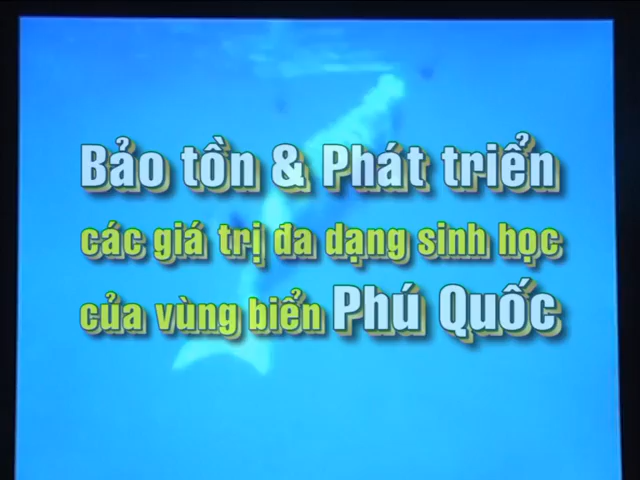 Bảo tồn & Phát triển
các giá trị đa dạng sinh học
của vùng biển Phú Quốc